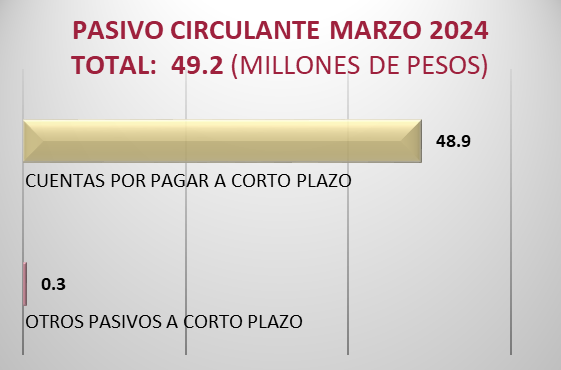 PASIVO CIRCULANTE MARZO 2024
TOTAL:  49.2 (MILLONES DE PESOS)
48.9
CUENTAS POR PAGAR A CORTO PLAZO
0.3
OTROS PASIVOS A CORTO PLAZO